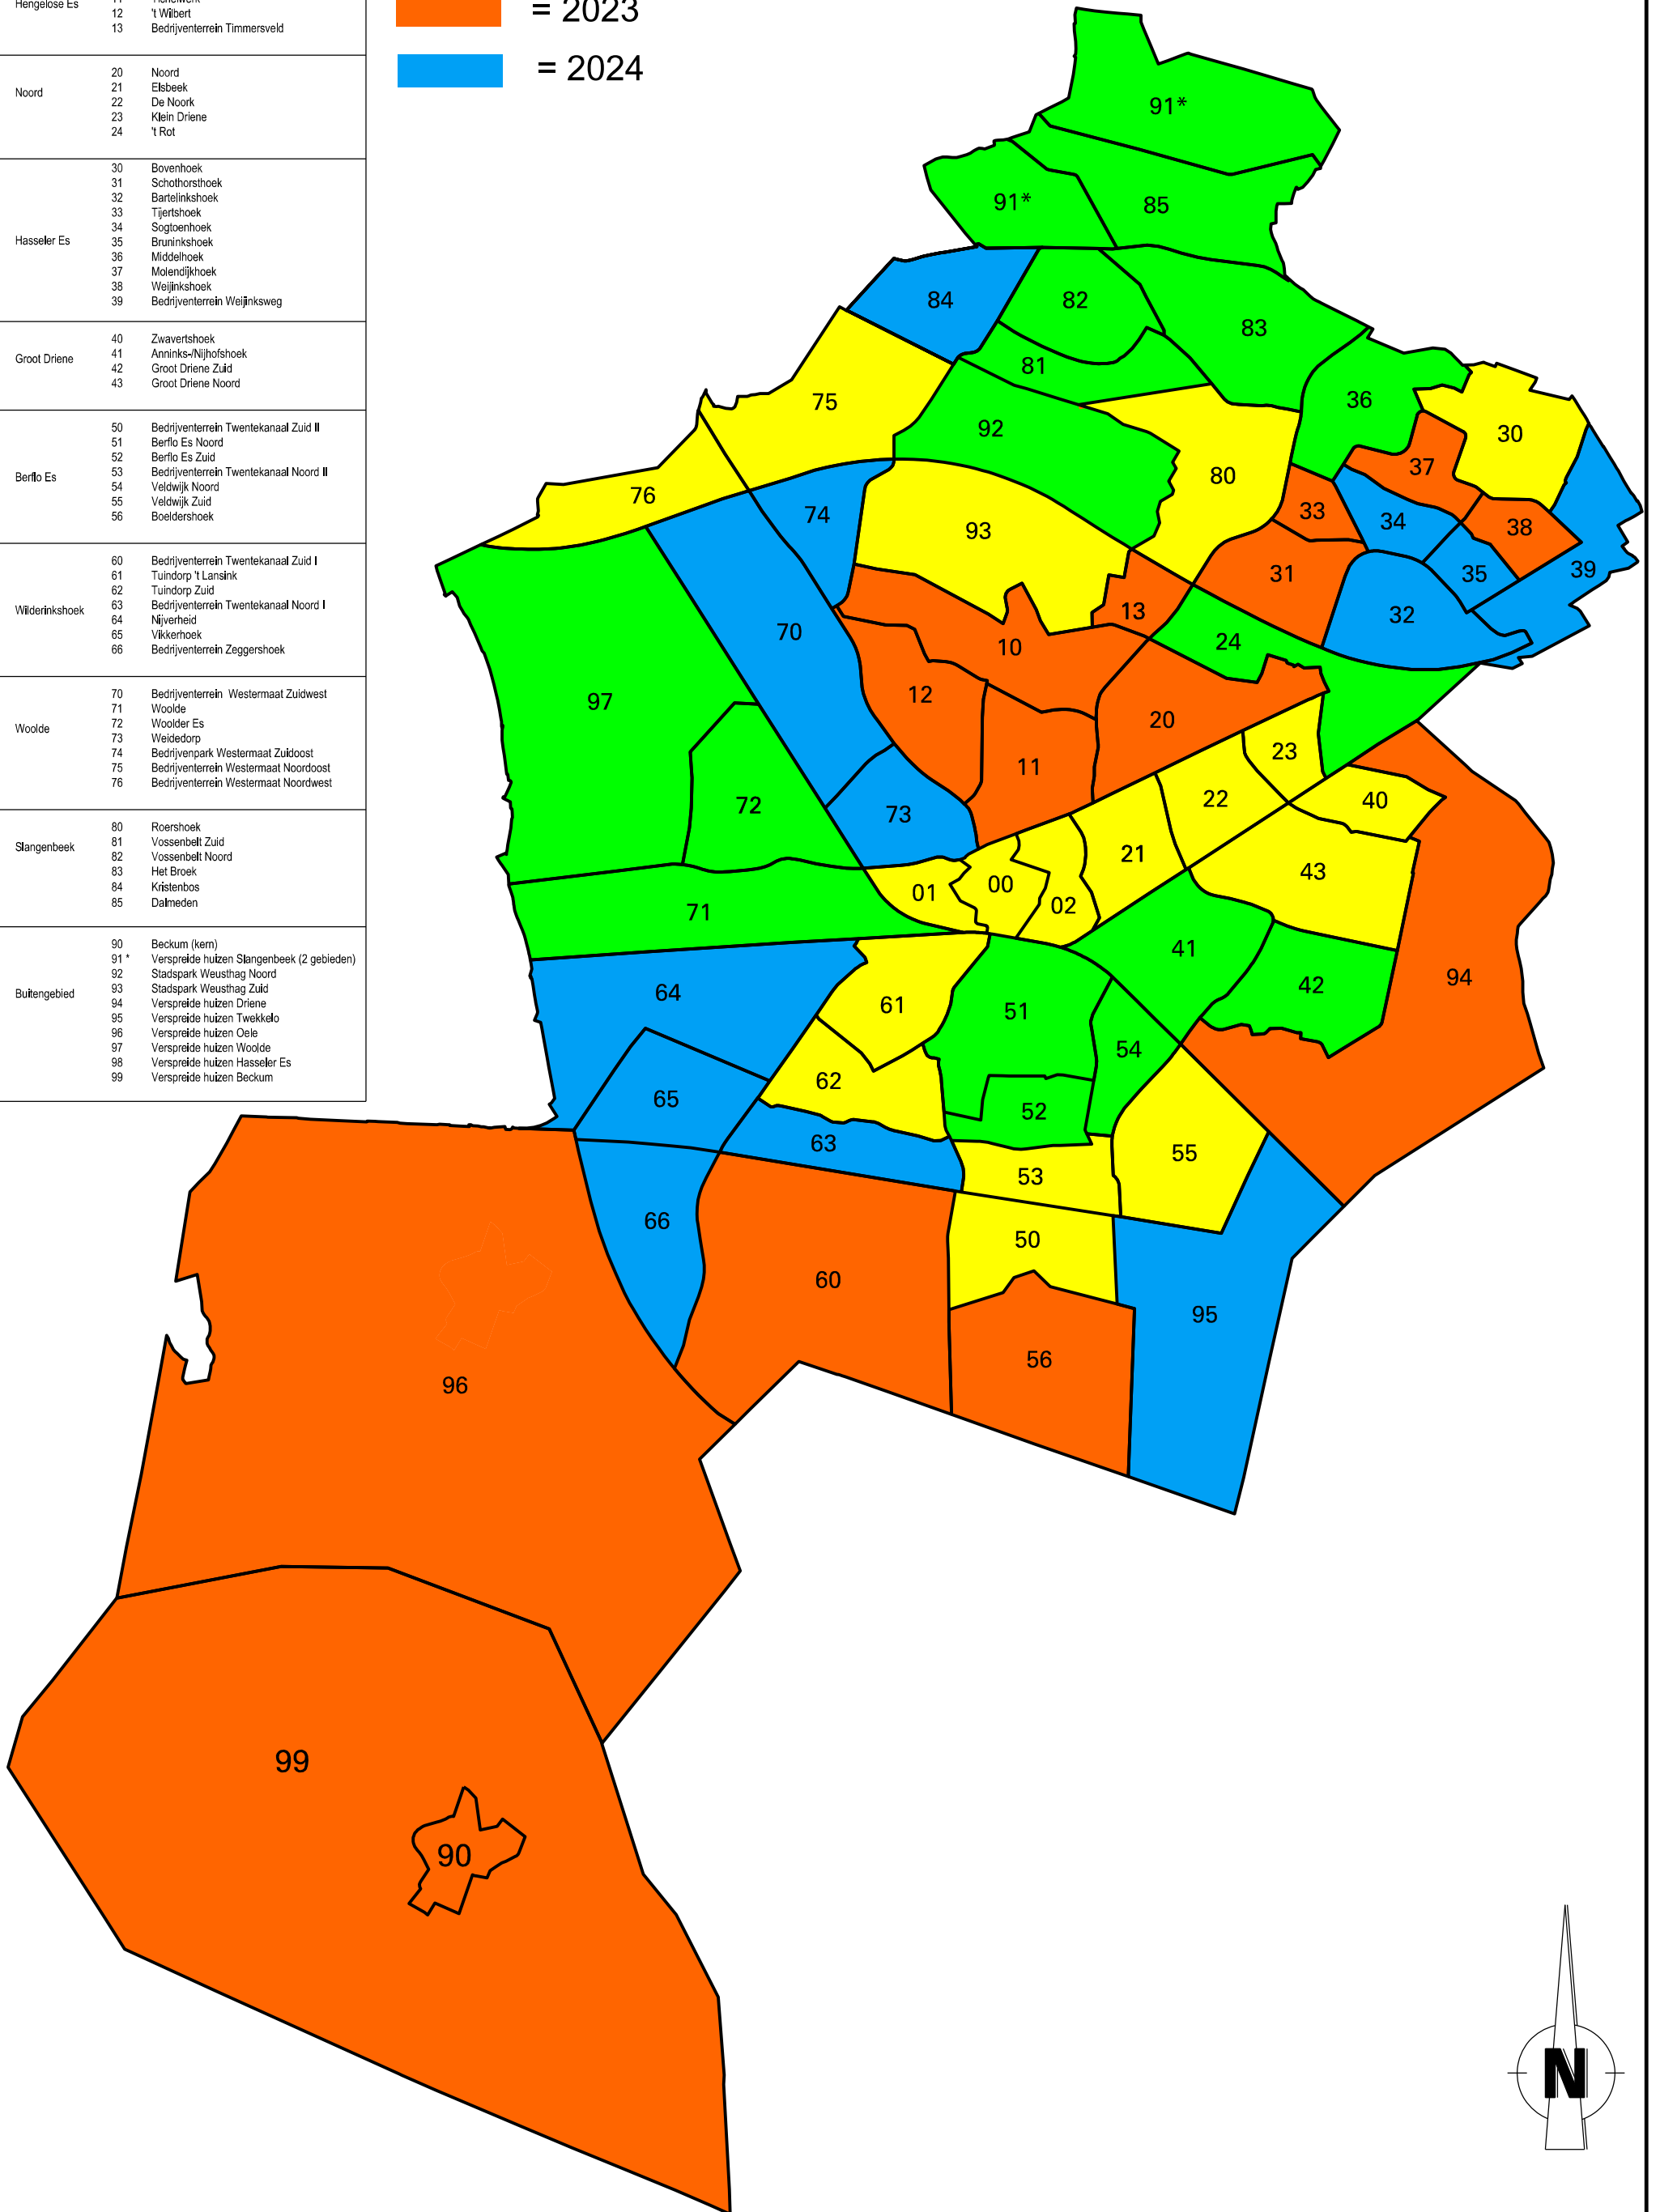 Hengelose Es
12 't Wilbert
13 Bedrijventerrein Timmersveld
Noord
20 Noord
21 Elsbeek
22 De Noork
23 Klein Driene
24 't Rot
Hasseler Es
30 Bovenhoek
31 Schothorsthoek
32 Bartelinkshoek
33 Tijertshoek
34 Sogtoenhoek
35 Bruninkshoek
36 Middelhoek
37 Molendijkhoek
38 Weijinkshoek
39 Bedrijventerrein Weijinksweg
Groot Driene
40 Zwavertshoek
41 Anninks-/Nijhofshoek
42 Groot Driene Zuid
43 Groot Driene Noord
Berflo Es
50 Bedrijventerrein Twentekanaal Zuid II
51 Berflo Es Noord
52 Berflo Es Zuid
53 Bedrijventerrein Twentekanaal Noord II
54 Veldwijk Noord
55 Veldwijk Zuid
56 Boeldershoek
Wilderinkshoek
60 Bedrijventerrein Twentekanaal Zuid I
61 Tuindorp 't Lansink
62 Tuindorp Zuid
63 Bedrijventerrein Twentekanaal Noord I
64 Nijverheid
65 Vikkerhoek
66 Bedrijventerrein Zeggershoek
Woolde
70 Bedrijventerrein Westermaat Zuidwest
71 Woolde
72 Woolder Es
73 Weidedorp
74 Bedrijvenpark Westermaat Zuidoost
75 Bedrijventerrein Westermaat Noordoost
76 Bedrijventerrein Westermaat Noordwest
Slangenbeek
80 Roershoek
81 Vossenbelt Zuid
82 Vossenbelt Noord
83 Het Broek
84 Kristenbos
85 Dalmeden
Buitengebied
90 Beckum (kern)
91 * Verspreide huizen Slangenbeek (2 gebieden)
92 Stadspark Weusthag Noord
93 Stadspark Weusthag Zuid
94 Verspreide huizen Driene
95 Verspreide huizen Twekkelo
96 Verspreide huizen Oele
97 Verspreide huizen Woolde
98 Verspreide huizen Hasseler Es
99 Verspreide huizen Beckum
= 2023
= 2024
91*
91*
85
84
82
83
81
36
75
92
30
80
37
76
74
93
33
34
38
31
35
39
13
32
70
10
24
12
97
20
11
23
22
40
72
73
21
43
01
00
02
71
41
94
42
64
61
51
54
62
65
52
63
55
53
66
50
60
95
56
96
99
90
N